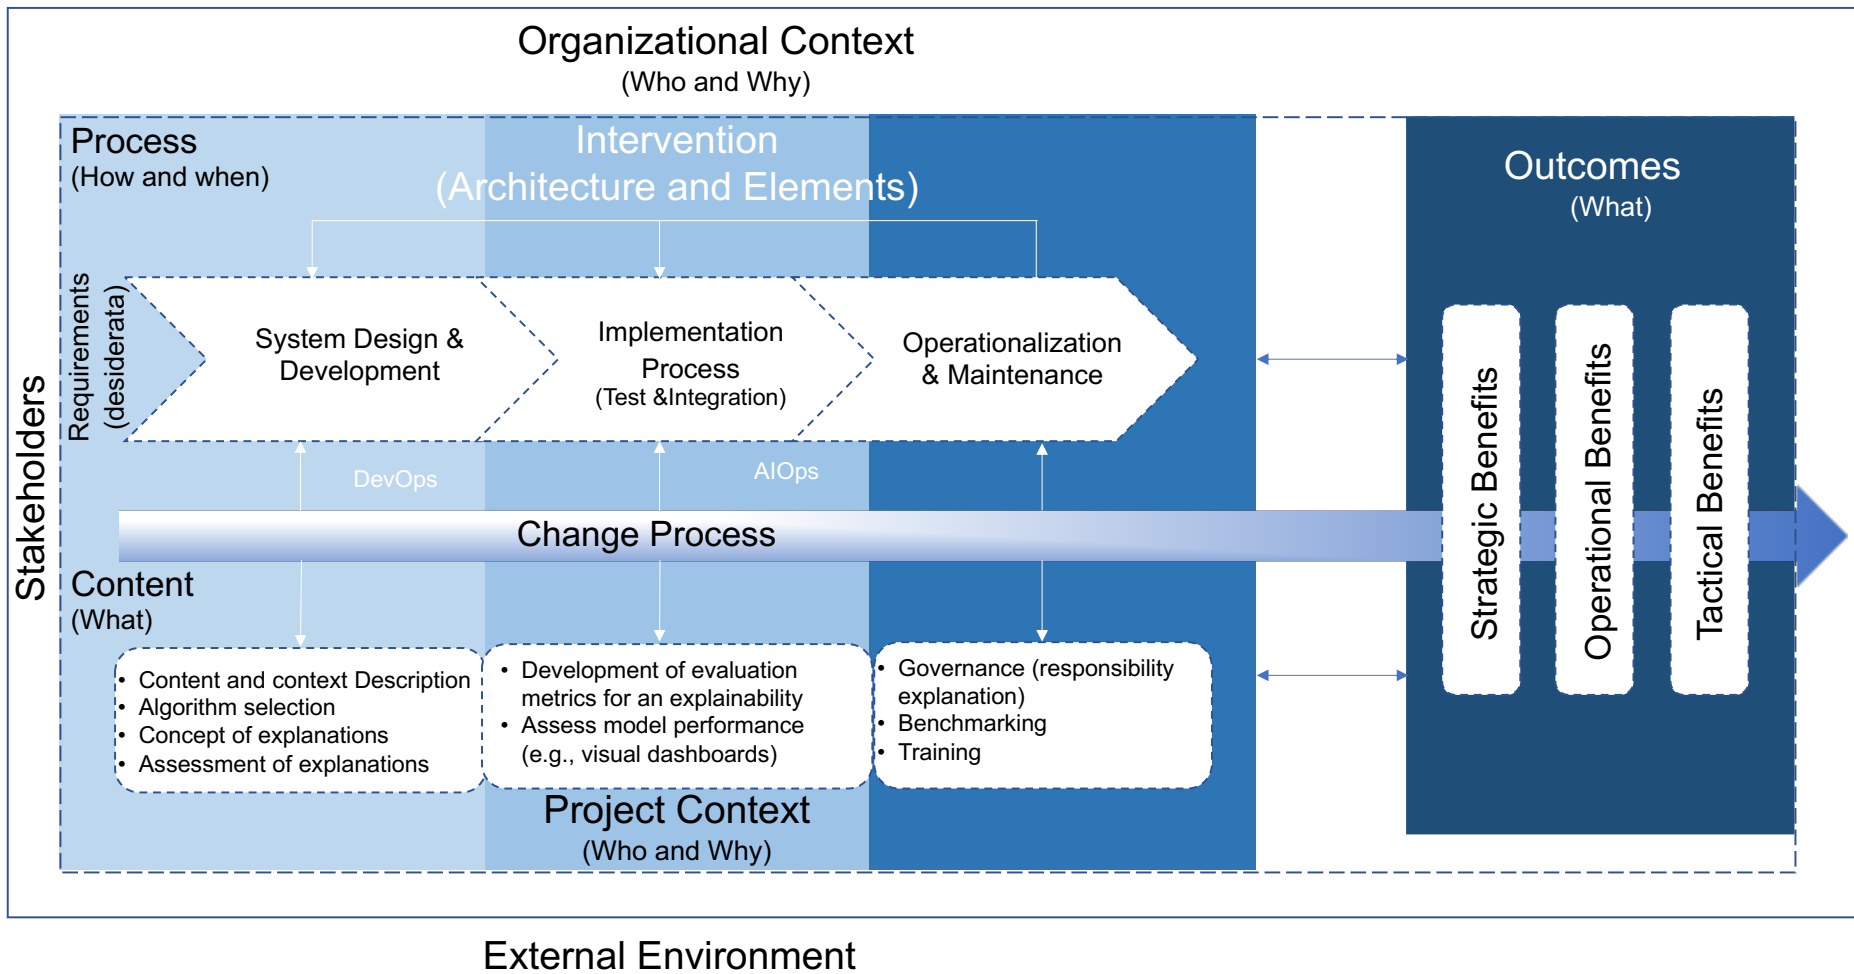 Organizational Context
(Who and Why)
Process
(How and when)
Intervention
(Architecture and Elements)
Outcomes
(What)
Stakeholders
Requirements
(desiderata)
System Design &
Development
Implementation
Process
(Test &Integration)
Operationalization
& Maintenance
DevOps
AIOps
Change Process
Strategic Benefits
Operational Benefits
Tactical Benefits
Content
(What)
• Content and context Description
• Algorithm selection
• Concept of explanations
• Assessment of explanations
• Development of evaluation
metrics for an explainability
• Assess model performance
(e.g., visual dashboards)
• Governance (responsibility
explanation)
• Benchmarking
• Training
Project Context
(Who and Why)
External Environment